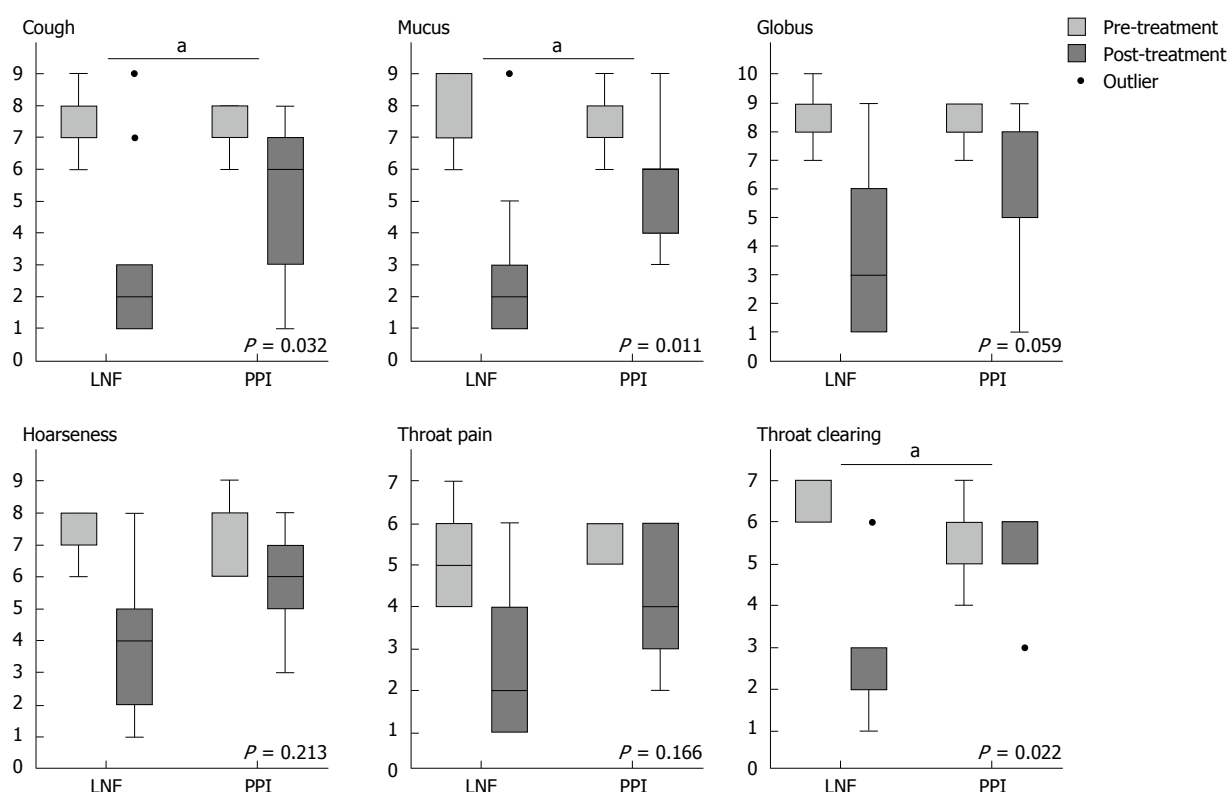 Cough
a
9
8
7
6
5
4
3
2
1
0
P = 0.032
LNF PPI
Mucus
a
9
8
7
6
5
4
3
2
1
0
P = 0.011
LNF PPI
Globus
10
9
8
7
6
5
4
3
2
1
0
P = 0.059
LNF PPI
Pre-treatment
Post-treatment
Outlier
Hoarseness
9
8
7
6
5
4
3
2
1
0
P = 0.213
LNF PPI
Throat pain
7
6
5
4
3
2
1
0
P = 0.166
LNF PPI
Throat clearing
a
7
6
5
4
3
2
1
0
P = 0.022
LNF PPI